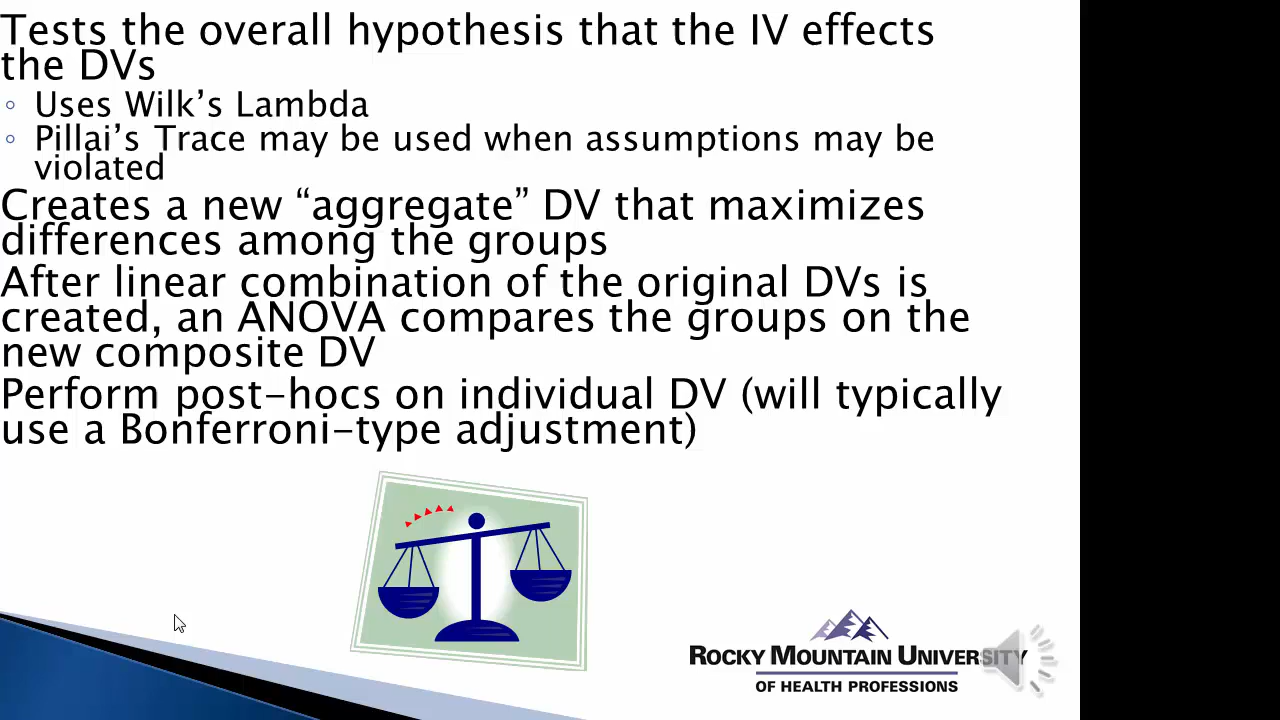 Tests the overall hypothesis that the IV effects
the DVs
◦ Uses Wilk’s Lambda
◦ Pillai’s Trace may be used when assumptions may be
violated
Creates a new “aggregate” DV that maximizes
differences among the groups
After linear combination of the original DVs is
created, an ANOVA compares the groups on the
new composite DV
Perform post-hocs on individual DV (will typically
use a Bonferroni-type adjustment)
ROCKY MOUNTAIN UNIVERSITY
OF HEALTH PROFESSIONS